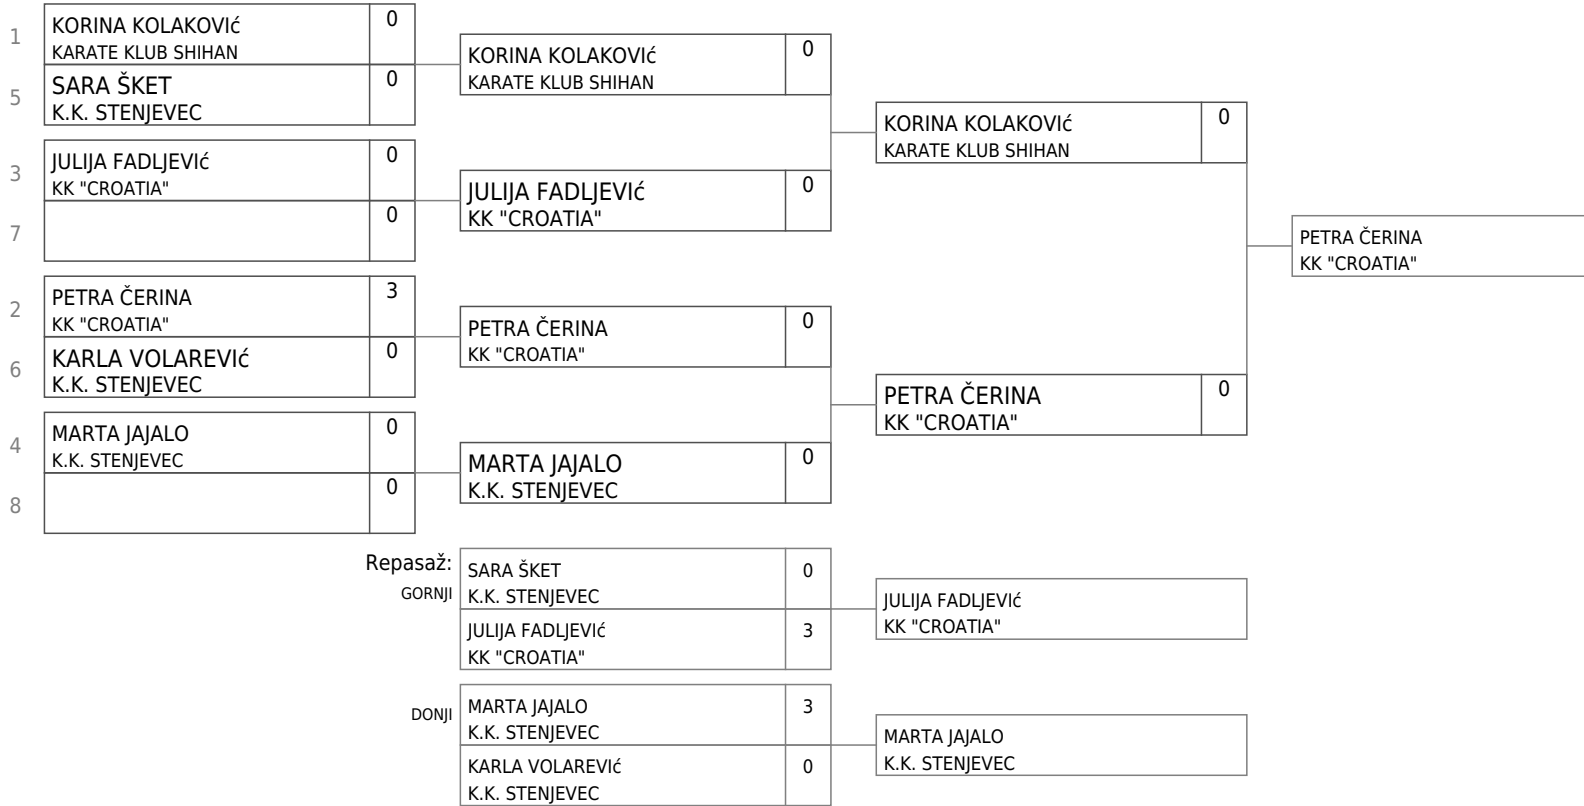 1
KORINA KOLAKOVIć 0
KARATE KLUB SHIHAN
5
SARA ŠKET 0
K.K. STENJEVEC
3
JULIJA FADLJEVIć 0
KK "CROATIA"
7
0
2
PETRA ČERINA 3
KK "CROATIA"
6
KARLA VOLAREVIć 0
K.K. STENJEVEC
4
MARTA JAJALO 0
K.K. STENJEVEC
8
0
KORINA KOLAKOVIć 0
KARATE KLUB SHIHAN
JULIJA FADLJEVIć 0
KK "CROATIA"
PETRA ČERINA 0
KK "CROATIA"
MARTA JAJALO 0
K.K. STENJEVEC
KORINA KOLAKOVIć 0
KARATE KLUB SHIHAN
PETRA ČERINA 0
KK "CROATIA"
PETRA ČERINA
KK "CROATIA"
Repasaž:
GORNJI
SARA ŠKET 0
K.K. STENJEVEC
JULIJA FADLJEVIć 3
KK "CROATIA"
JULIJA FADLJEVIć
KK "CROATIA"
DONJI
MARTA JAJALO 3
K.K. STENJEVEC
KARLA VOLAREVIć 0
K.K. STENJEVEC
MARTA JAJALO
K.K. STENJEVEC